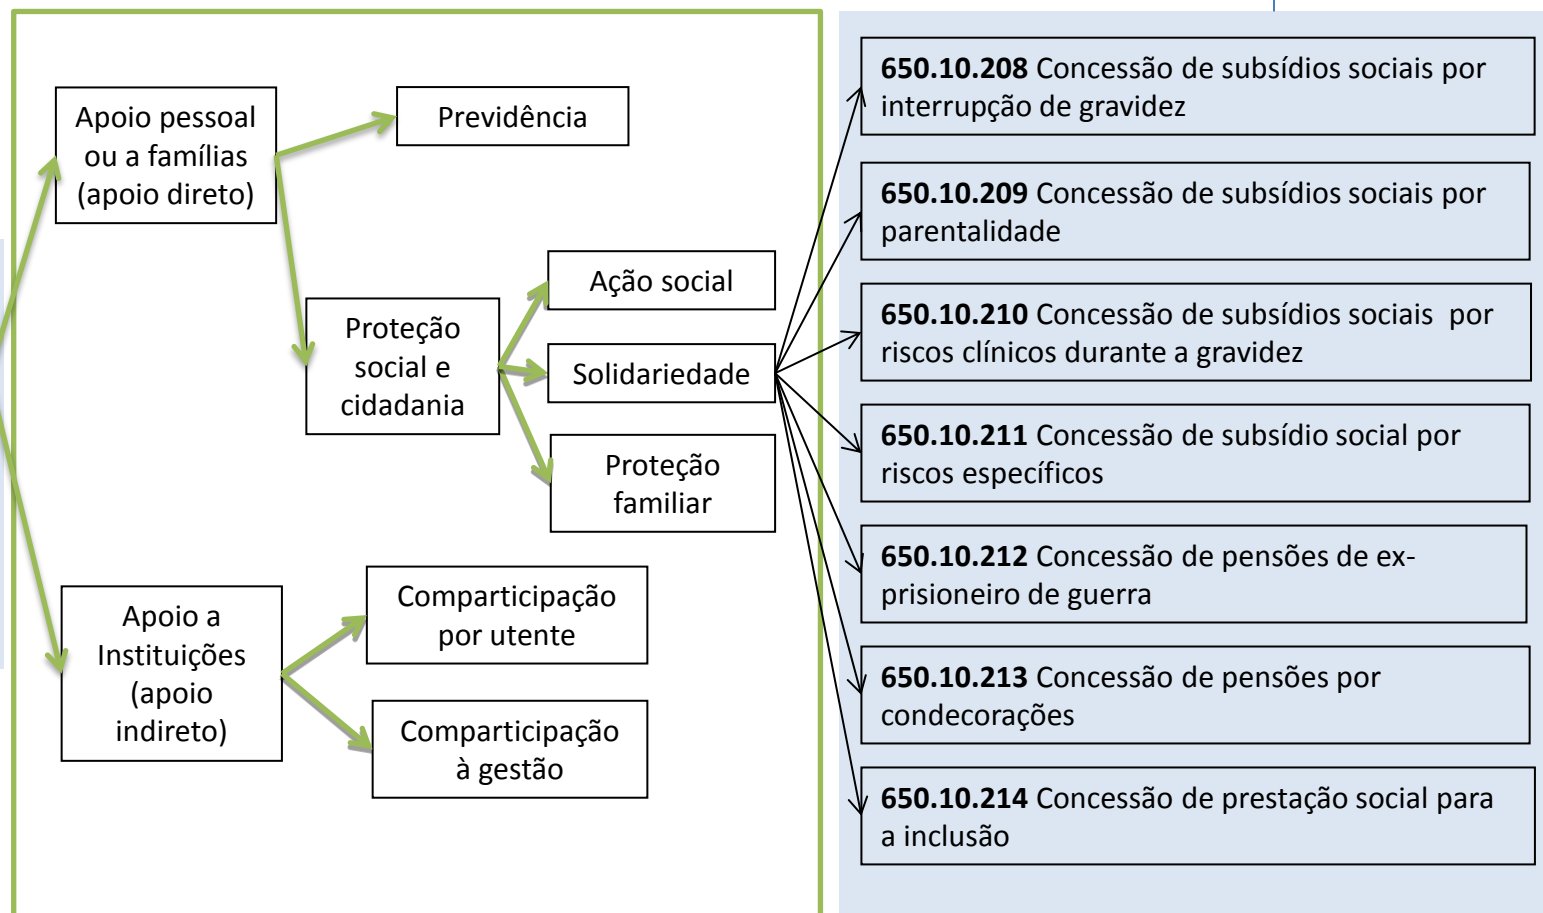 Apoio pessoal
ou a famílias
(apoio direto)
Previdência
Proteção
social e
cidadania
Ação social
Solidariedade
Proteção
familiar
Apoio a
Instituições
(apoio
indireto)
Comparticipação
por utente
Comparticipação
à gestão
650.10.208 Concessão de subsídios sociais por
interrupção de gravidez
650.10.209 Concessão de subsídios sociais por
parentalidade
650.10.210 Concessão de subsídios sociais  por
riscos clínicos durante a gravidez
650.10.211 Concessão de subsídio social por
riscos específicos
650.10.212 Concessão de pensões de ex-
prisioneiro de guerra
650.10.213 Concessão de pensões por
condecorações
650.10.214 Concessão de prestação social para
a inclusão